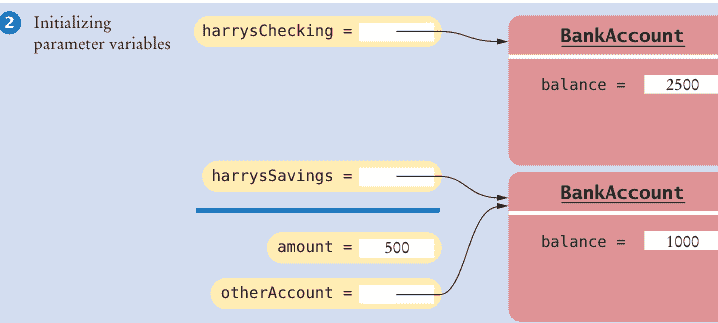 2 Initializing
parameter variables
harrysChecking =
BankAccount
balance = 2500
harrysSavings =
BankAccount
amount = 500
balance = 1000
otherAccount =